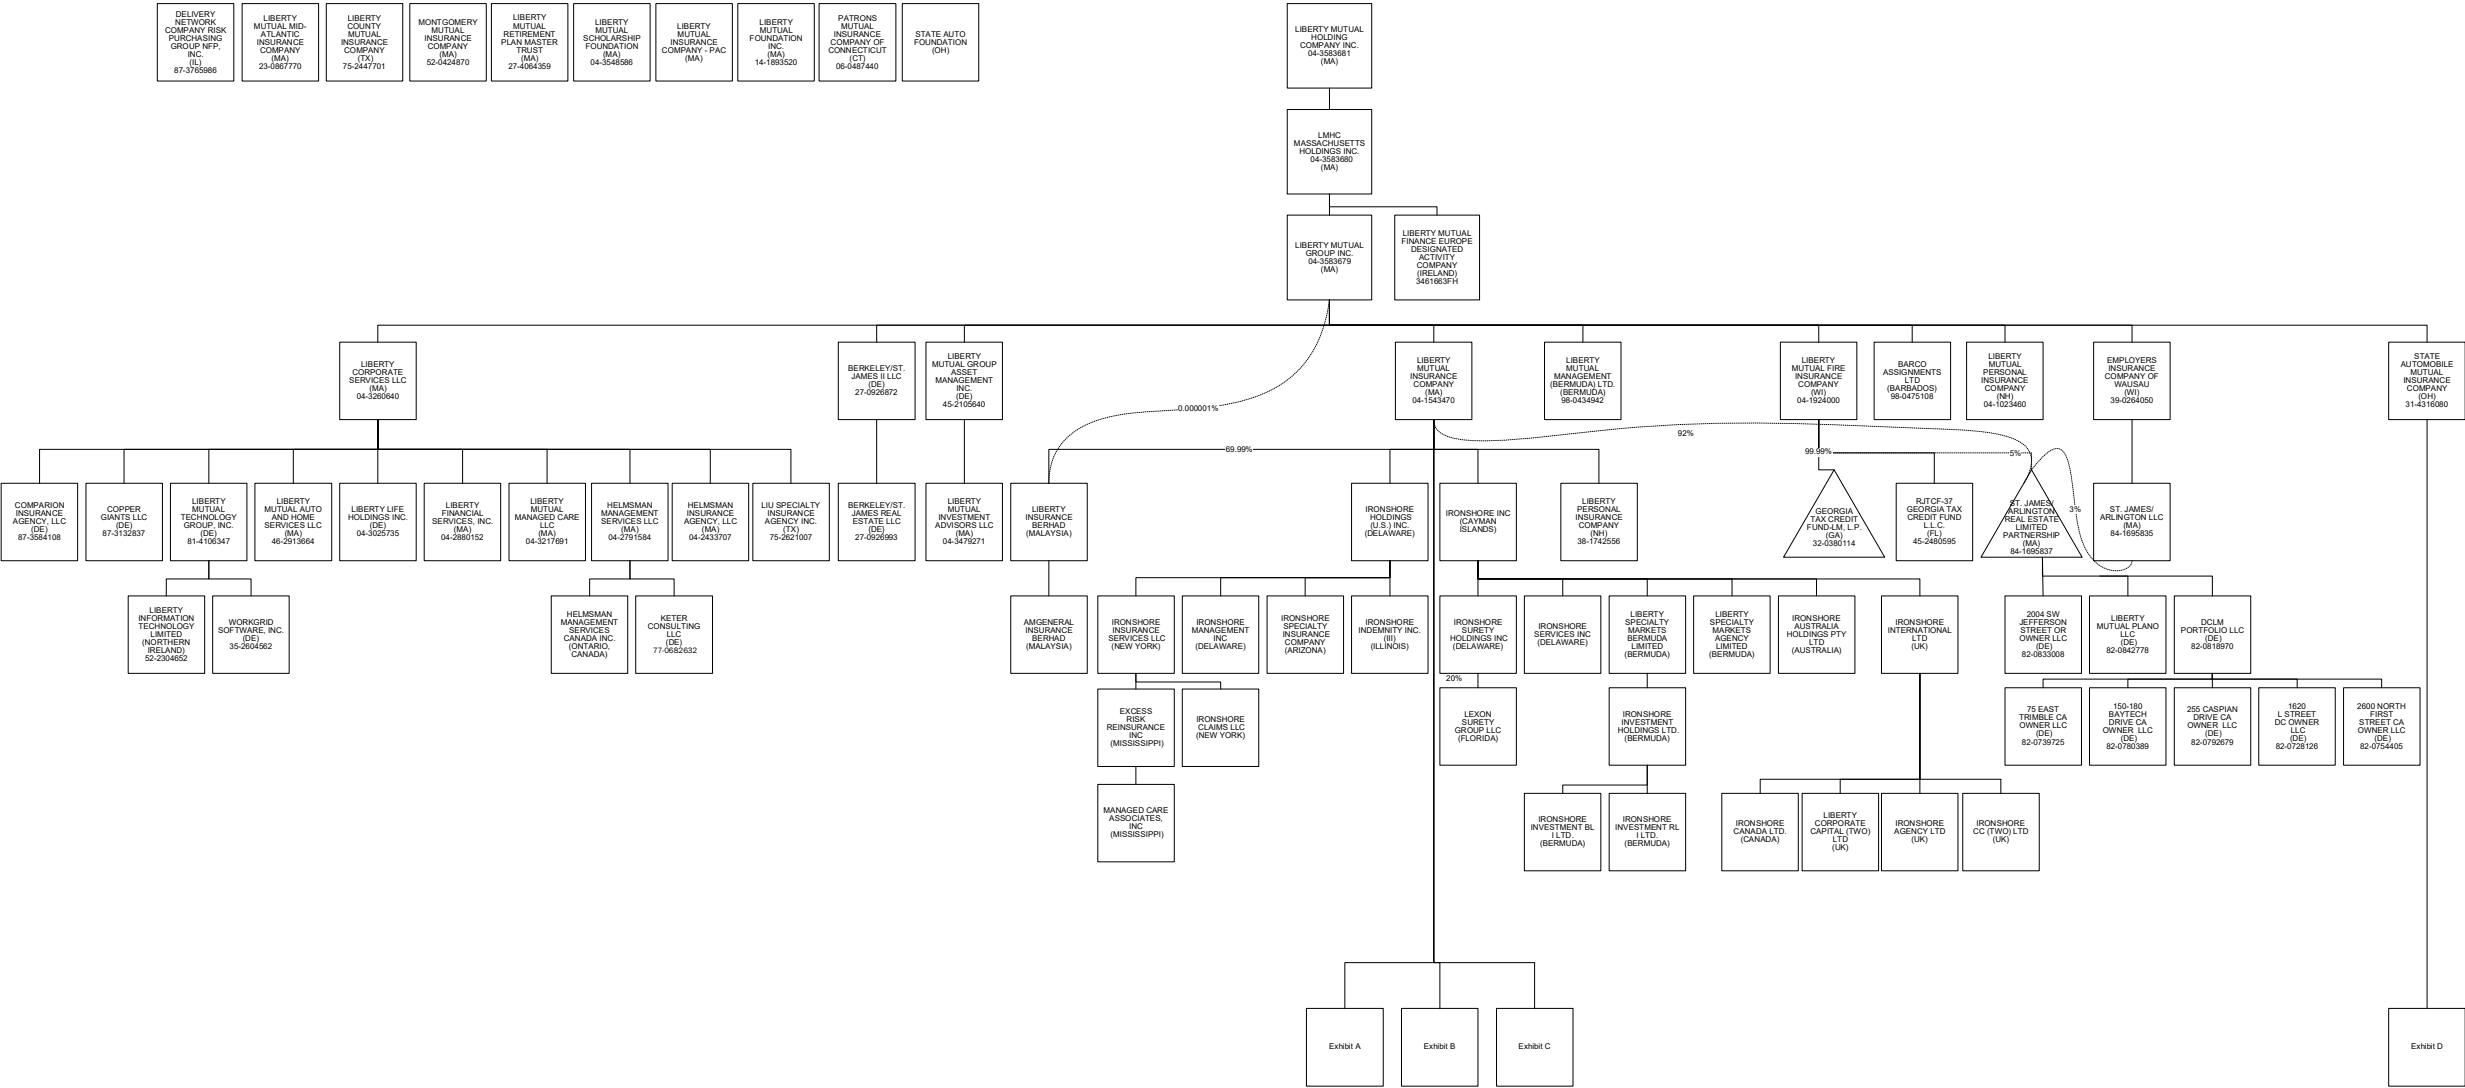 DELIVERY
NETWORK
COMPANY RISK
PURCHASING
GROUP NFP,
INC.
(IL)
87-3765986
LIBERTY
MUTUAL MID-
ATLANTIC
INSURANCE
COMPANY
(MA)
23-0867770
LIBERTY
COUNTY
MUTUAL
INSURANCE
COMPANY
(TX)
75-2447701
MONTGOMERY
MUTUAL
INSURANCE
COMPANY
(MA)
52-0424870
LIBERTY
MUTUAL
RETIREMENT
PLAN MASTER
TRUST
(MA)
27-4064359
LIBERTY
MUTUAL
SCHOLARSHIP
FOUNDATION
(MA)
04-3548586
LIBERTY
MUTUAL
INSURANCE
COMPANY - PAC
(MA)
LIBERTY
MUTUAL
FOUNDATION
INC.
(MA)
14-1893520
PATRONS
MUTUAL
INSURANCE
COMPANY OF
CONNECTICUT
(CT)
06-0487440
STATE AUTO
FOUNDATION
(OH)
LIBERTY MUTUAL
HOLDING
COMPANY INC.
04-3583681
(MA)
LMHC
MASSACHUSETTS
HOLDINGS INC.
04-3583680
(MA)
LIBERTY MUTUAL
GROUP INC.
04-3583679
(MA)
LIBERTY MUTUAL
FINANCE EUROPE
DESIGNATED
ACTIVITY
COMPANY
(IRELAND)
3461663FH
LIBERTY
CORPORATE
SERVICES LLC
(MA)
04-3260640
BERKELEY/ST.
JAMES II LLC
(DE)
27-0926872
LIBERTY
MUTUAL GROUP
ASSET
MANAGEMENT
INC.
(DE)
45-2105640
LIBERTY
MUTUAL
INSURANCE
COMPANY
(MA)
04-1543470
LIBERTY
MUTUAL
MANAGEMENT
(BERMUDA) LTD.
(BERMUDA)
98-0434942
LIBERTY
MUTUAL FIRE
INSURANCE
COMPANY
(WI)
04-1924000
BARCO
ASSIGNMENTS
LTD
(BARBADOS)
98-0475108
LIBERTY
MUTUAL
PERSONAL
INSURANCE
COMPANY
(NH)
04-1023460
EMPLOYERS
INSURANCE
COMPANY OF
WAUSAU
(WI)
39-0264050
STATE
AUTOMOBILE
MUTUAL
INSURANCE
COMPANY
(OH)
31-4316080
0.000001%
69.99%
92%
99.99%
5%
3%
COMPARION
INSURANCE
AGENCY, LLC
(DE)
87-3584108
COPPER
GIANTS LLC
(DE)
87-3132837
LIBERTY
MUTUAL
TECHNOLOGY
GROUP, INC.
(DE)
81-4106347
LIBERTY
MUTUAL AUTO
AND HOME
SERVICES LLC
(MA)
46-2913664
LIBERTY LIFE
HOLDINGS INC.
(DE)
04-3025735
LIBERTY
FINANCIAL
SERVICES, INC.
(MA)
04-2880152
LIBERTY
MUTUAL
MANAGED CARE
LLC
(MA)
04-3217691
HELMSMAN
MANAGEMENT
SERVICES LLC
(MA)
04-2791584
HELMSMAN
INSURANCE
AGENCY, LLC
(MA)
04-2433707
LIU SPECIALTY
INSURANCE
AGENCY INC.
(TX)
75-2621007
BERKELEY/ST.
JAMES REAL
ESTATE LLC
(DE)
27-0926993
LIBERTY
MUTUAL
INVESTMENT
ADVISORS LLC
(MA)
04-3479271
LIBERTY
INSURANCE
BERHAD
(MALAYSIA)
IRONSHORE
HOLDINGS
(U.S.) INC.
(DELAWARE)
IRONSHORE INC
(CAYMAN
ISLANDS)
LIBERTY
PERSONAL
INSURANCE
COMPANY
(NH)
38-1742556
GEORGIA
TAX CREDIT
FUND-LM, L.P.
(GA)
32-0380114
RJTCF-37
GEORGIA TAX
CREDIT FUND
L.L.C.
(FL)
45-2480595
ST. JAMES/
ARLINGTON
REAL ESTATE
LIMITED
PARTNERSHIP
(MA)
84-1695837
ST. JAMES/
ARLINGTON LLC
(MA)
84-1695835
LIBERTY
INFORMATION
TECHNOLOGY
LIMITED
(NORTHERN
IRELAND)
52-2304652
WORKGRID
SOFTWARE, INC.
(DE)
35-2604562
HELMSMAN
MANAGEMENT
SERVICES
CANADA INC.
(ONTARIO,
CANADA)
KETER
CONSULTING
LLC
(DE)
77-0682632
AMGENERAL
INSURANCE
BERHAD
(MALAYSIA)
IRONSHORE
INSURANCE
SERVICES LLC
(NEW YORK)
IRONSHORE
MANAGEMENT
INC
(DELAWARE)
IRONSHORE
SPECIALTY
INSURANCE
COMPANY
(ARIZONA)
IRONSHORE
INDEMNITY INC.
(III)
(ILLINOIS)
IRONSHORE
SURETY
HOLDINGS INC
(DELAWARE)
IRONSHORE
SERVICES INC
(DELAWARE)
LIBERTY
SPECIALTY
MARKETS
BERMUDA
LIMITED
(BERMUDA)
LIBERTY
SPECIALTY
MARKETS
AGENCY
LIMITED
(BERMUDA)
IRONSHORE
AUSTRALIA
HOLDINGS PTY
LTD
(AUSTRALIA)
IRONSHORE
INTERNATIONAL
LTD
(UK)
2004 SW
JEFFERSON
STREET OR
OWNER LLC
(DE)
82-0833008
LIBERTY
MUTUAL PLANO
LLC
(DE)
82-0842778
DCLM
PORTFOLIO LLC
(DE)
82-0818970
20%
EXCESS
RISK
REINSURANCE
INC
(MISSISSIPPI)
IRONSHORE
CLAIMS LLC
(NEW YORK)
LEXON
SURETY
GROUP LLC
(FLORIDA)
IRONSHORE
INVESTMENT
HOLDINGS LTD.
(BERMUDA)
75 EAST
TRIMBLE CA
OWNER LLC
(DE)
82-0739725
150-180
BAYTECH
DRIVE CA
OWNER LLC
(DE)
82-0780389
255 CASPIAN
DRIVE CA
OWNER LLC
(DE)
82-0792679
1620
L STREET
DC OWNER
LLC
(DE)
82-0728126
2600 NORTH
FIRST
STREET CA
OWNER LLC
(DE)
82-0754405
MANAGED CARE
ASSOCIATES,
INC
(MISSISSIPPI)
IRONSHORE
INVESTMENT BL
I LTD.
(BERMUDA)
IRONSHORE
INVESTMENT RL
I LTD.
(BERMUDA)
IRONSHORE
CANADA LTD.
(CANADA)
LIBERTY
CORPORATE
CAPITAL (TWO)
LTD
(UK)
IRONSHORE
AGENCY LTD
(UK)
IRONSHORE
CC (TWO) LTD
(UK)
Exhibit A
Exhibit B
Exhibit C
Exhibit D